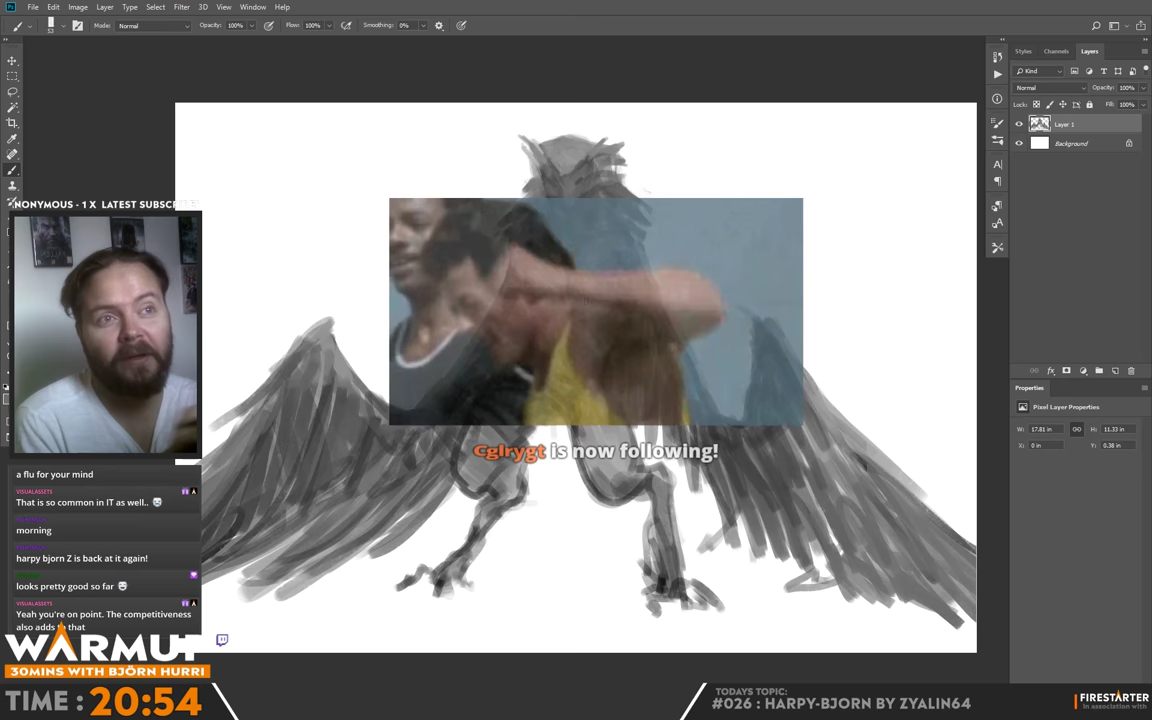 Ps File Edit Image Layer Type Select Filter 3D View Window Help
53 Mode: Normal Opacity: 100% Flow: 100% Smoothing: 0%
Styles Channels Layers
Kind
Normal Opacity: 100%
Lock: Fill: 100%
Layer 1
Background
Properties
Pixel Layer Properties
W: 17.81 in H: 11.33 in
X: 0 in Y: 0.38 in
NONYMOUS - 1 X LATEST SUBSC
Cglrygt is now following!
a flu for your mind
VISUALASSETS
That is so common in IT as well..
morning
harpy bjorn Z is back at it again!
looks pretty good so far
VISUALASSETS
Yeah you're on point. The competitiveness
also adds to that
WARMUP
30MINS WITH BJÖRN HURRI
TIME : 20:54
TODAYS TOPIC:
#026 : HARPY-BJORN BY ZYALIN64
FIRESTARTER
In association with